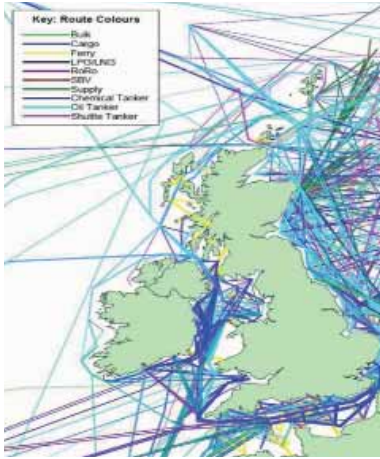 Key: Route Colours
Bulk
Cargo
Ferry
LPG/LNG
RoRo
SBV
Supply
Chemical Tanker
Oil Tanker
Shuttle Tanker